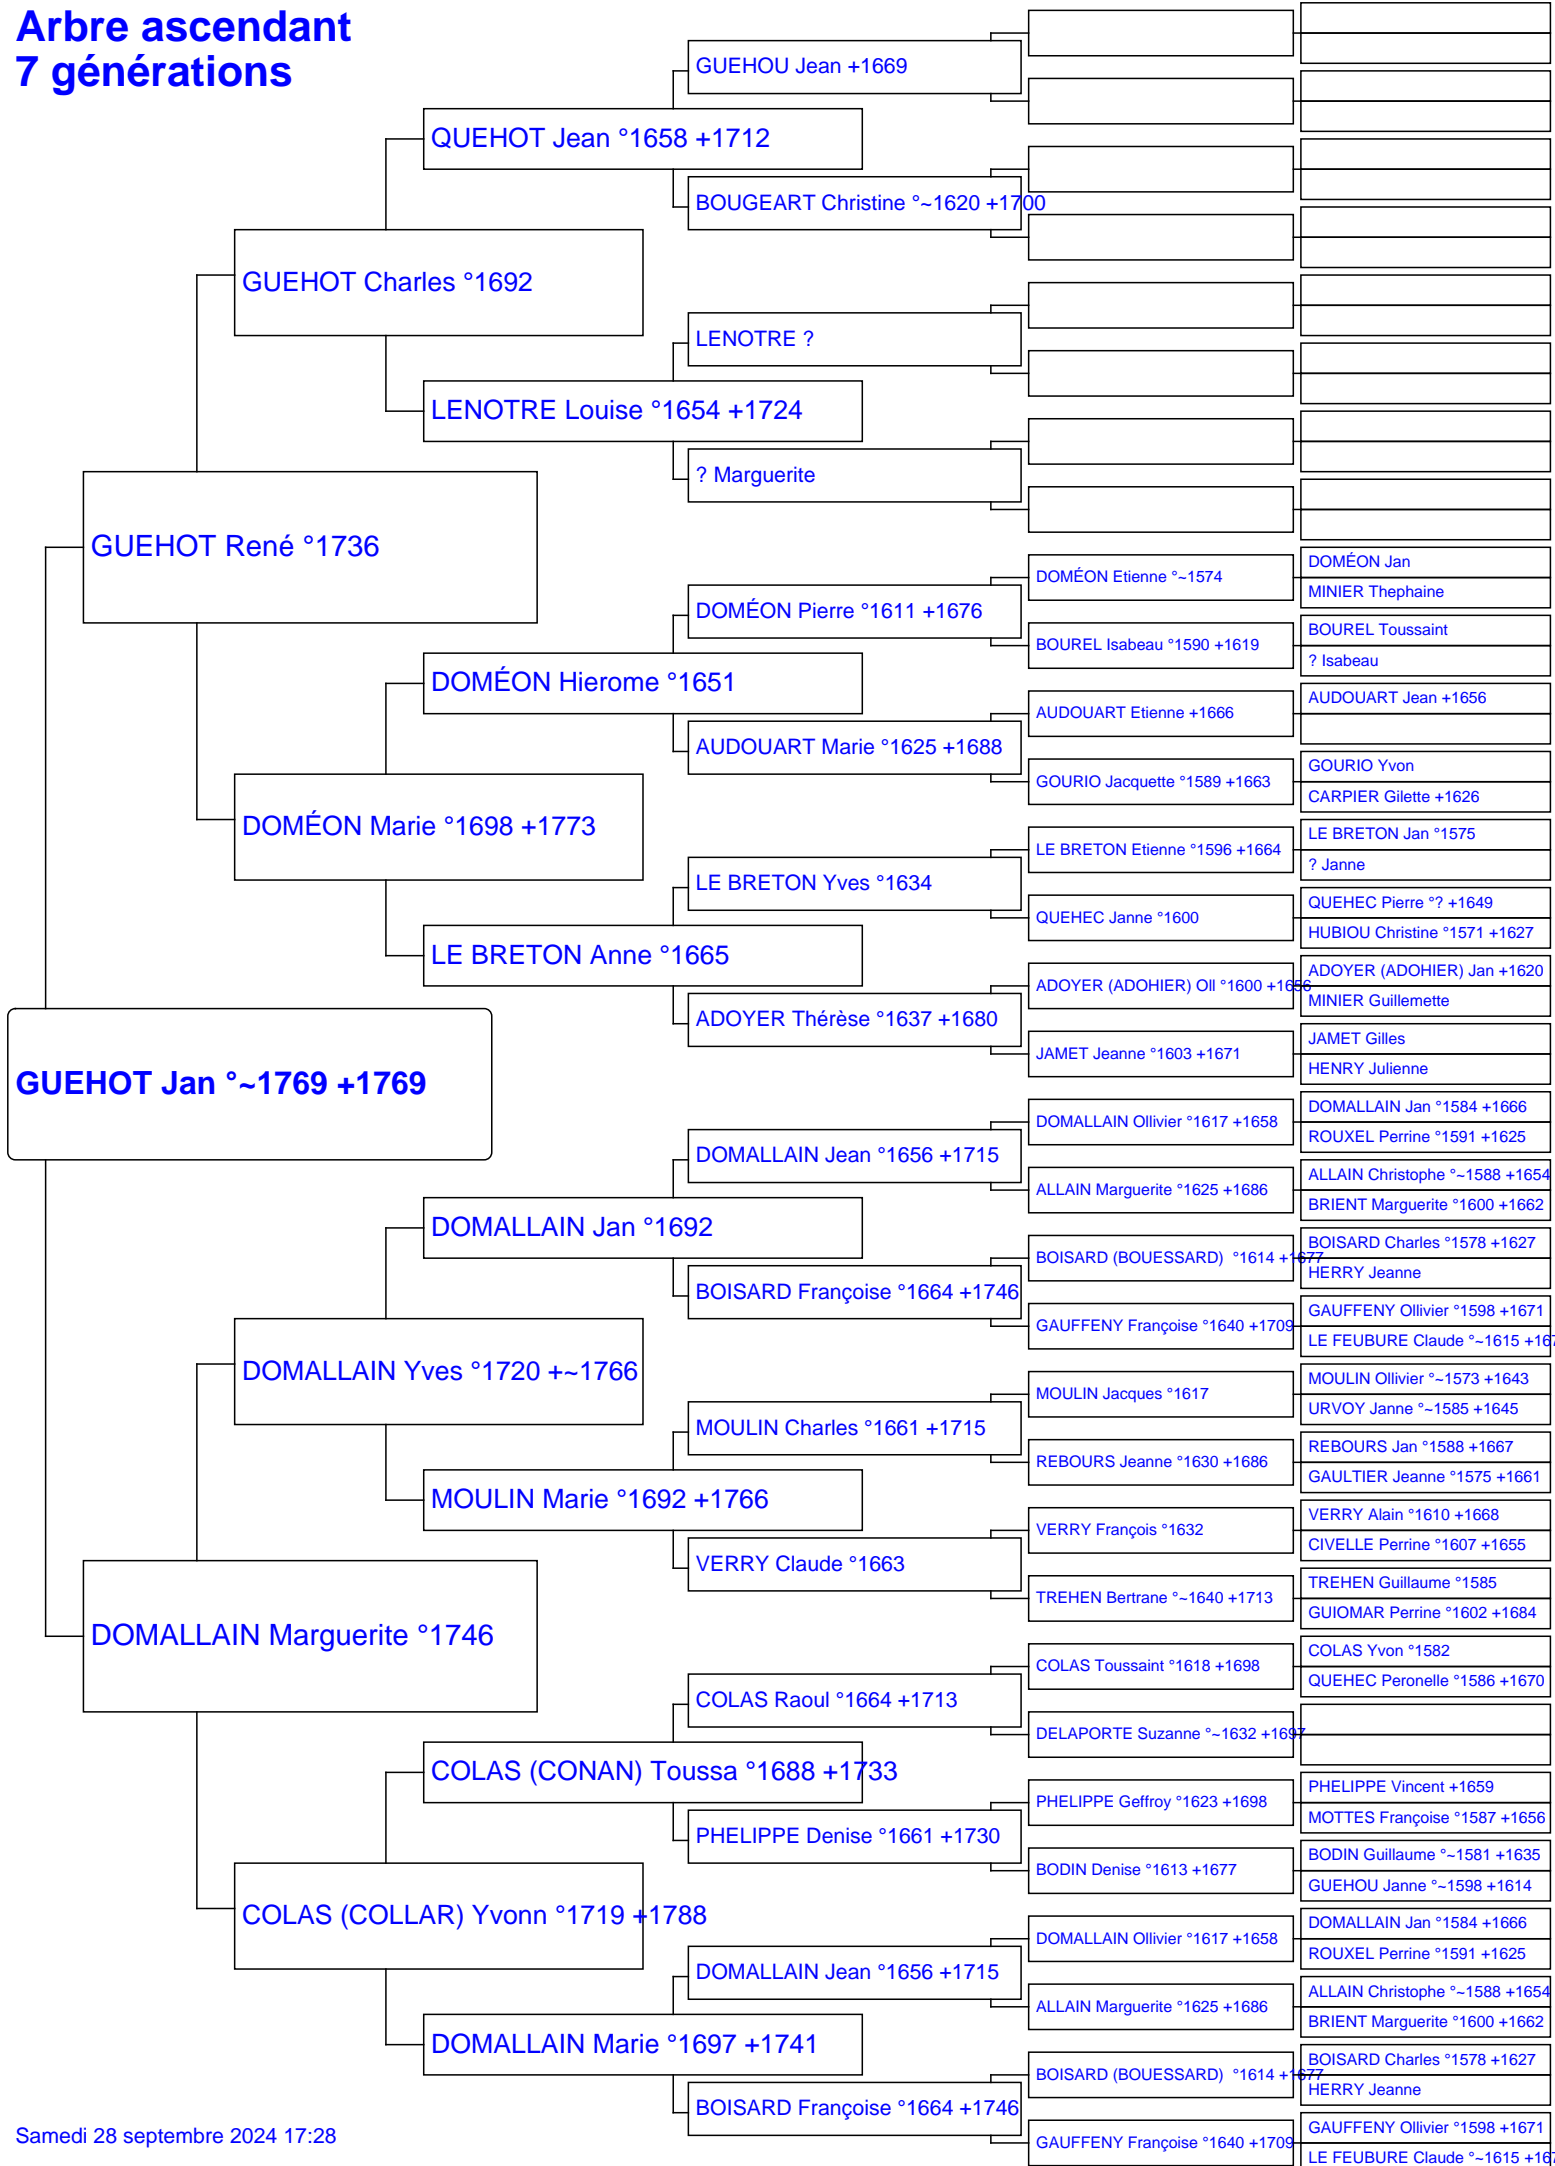 Arbre ascendant
7 générations
GUEHOU Jean +1669
QUEHOT Jean °1658 +1712
BOUGEART Christine °~1620 +1700
GUEHOT Charles °1692
LENOTRE ?
LENOTRE Louise °1654 +1724
? Marguerite
GUEHOT René °1736
DOMÉON Jan
DOMÉON Etienne °~1574
MINIER Thephaine
DOMÉON Pierre °1611 +1676
BOUREL Toussaint
BOUREL Isabeau °1590 +1619
? Isabeau
DOMÉON Hierome °1651
AUDOUART Jean +1656
AUDOUART Etienne +1666
AUDOUART Marie °1625 +1688
GOURIO Yvon
GOURIO Jacquette °1589 +1663
CARPIER Gilette +1626
DOMÉON Marie °1698 +1773
LE BRETON Jan °1575
LE BRETON Etienne °1596 +1664
? Janne
LE BRETON Yves °1634
QUEHEC Pierre °? +1649
QUEHEC Janne °1600
HUBIOU Christine °1571 +1627
LE BRETON Anne °1665
ADOYER (ADOHIER) Jan +1620
ADOYER (ADOHIER) Oll °1600 +1656
MINIER Guillemette
ADOYER Thérèse °1637 +1680
JAMET Gilles
JAMET Jeanne °1603 +1671
HENRY Julienne
GUEHOT Jan °~1769 +1769
DOMALLAIN Jan °1584 +1666
DOMALLAIN Ollivier °1617 +1658
ROUXEL Perrine °1591 +1625
DOMALLAIN Jean °1656 +1715
ALLAIN Christophe °~1588 +1654
ALLAIN Marguerite °1625 +1686
BRIENT Marguerite °1600 +1662
DOMALLAIN Jan °1692
BOISARD Charles °1578 +1627
BOISARD (BOUESSARD)  °1614 +1677
HERRY Jeanne
BOISARD Françoise °1664 +1746
GAUFFENY Ollivier °1598 +1671
GAUFFENY Françoise °1640 +1709
LE FEUBURE Claude °~1615 +167
DOMALLAIN Yves °1720 +~1766
MOULIN Ollivier °~1573 +1643
MOULIN Jacques °1617
URVOY Janne °~1585 +1645
MOULIN Charles °1661 +1715
REBOURS Jan °1588 +1667
REBOURS Jeanne °1630 +1686
GAULTIER Jeanne °1575 +1661
MOULIN Marie °1692 +1766
VERRY Alain °1610 +1668
VERRY François °1632
CIVELLE Perrine °1607 +1655
VERRY Claude °1663
TREHEN Guillaume °1585
TREHEN Bertrane °~1640 +1713
GUIOMAR Perrine °1602 +1684
DOMALLAIN Marguerite °1746
COLAS Yvon °1582
COLAS Toussaint °1618 +1698
QUEHEC Peronelle °1586 +1670
COLAS Raoul °1664 +1713
DELAPORTE Suzanne °~1632 +1697
COLAS (CONAN) Toussa °1688 +1733
PHELIPPE Vincent +1659
PHELIPPE Geffroy °1623 +1698
MOTTES Françoise °1587 +1656
PHELIPPE Denise °1661 +1730
BODIN Guillaume °~1581 +1635
BODIN Denise °1613 +1677
GUEHOU Janne °~1598 +1614
COLAS (COLLAR) Yvonn °1719 +1788
DOMALLAIN Jan °1584 +1666
DOMALLAIN Ollivier °1617 +1658
ROUXEL Perrine °1591 +1625
DOMALLAIN Jean °1656 +1715
ALLAIN Christophe °~1588 +1654
ALLAIN Marguerite °1625 +1686
BRIENT Marguerite °1600 +1662
DOMALLAIN Marie °1697 +1741
BOISARD Charles °1578 +1627
BOISARD (BOUESSARD)  °1614 +1677
HERRY Jeanne
BOISARD Françoise °1664 +1746
GAUFFENY Ollivier °1598 +1671
GAUFFENY Françoise °1640 +1709
LE FEUBURE Claude °~1615 +167
Samedi 28 septembre 2024 17:28